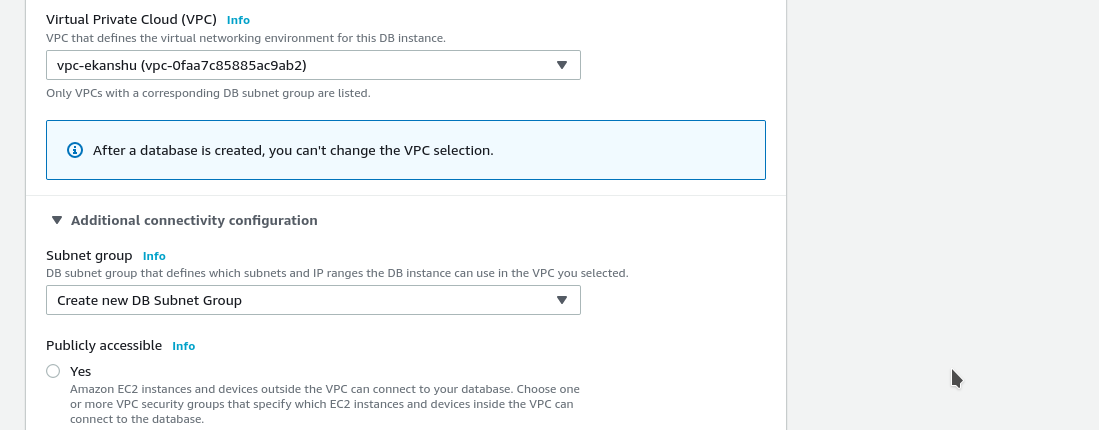 Virtual Private Cloud (VPC) Info
VPC that defines the virtual networking environment for this DB instance.
vpc-ekanshu (vpc-0faa7c85885ac9ab2)
Only VPCs with a corresponding DB subnet group are listed.
After a database is created, you can't change the VPC selection.
Additional connectivity configuration
Subnet group Info
DB subnet group that defines which subnets and IP ranges the DB instance can use in the VPC you selected.
Create new DB Subnet Group
Publicly accessible Info
Yes
Amazon EC2 instances and devices outside the VPC can connect to your database. Choose one
or more VPC security groups that specify which EC2 instances and devices inside the VPC can
connect to the database.